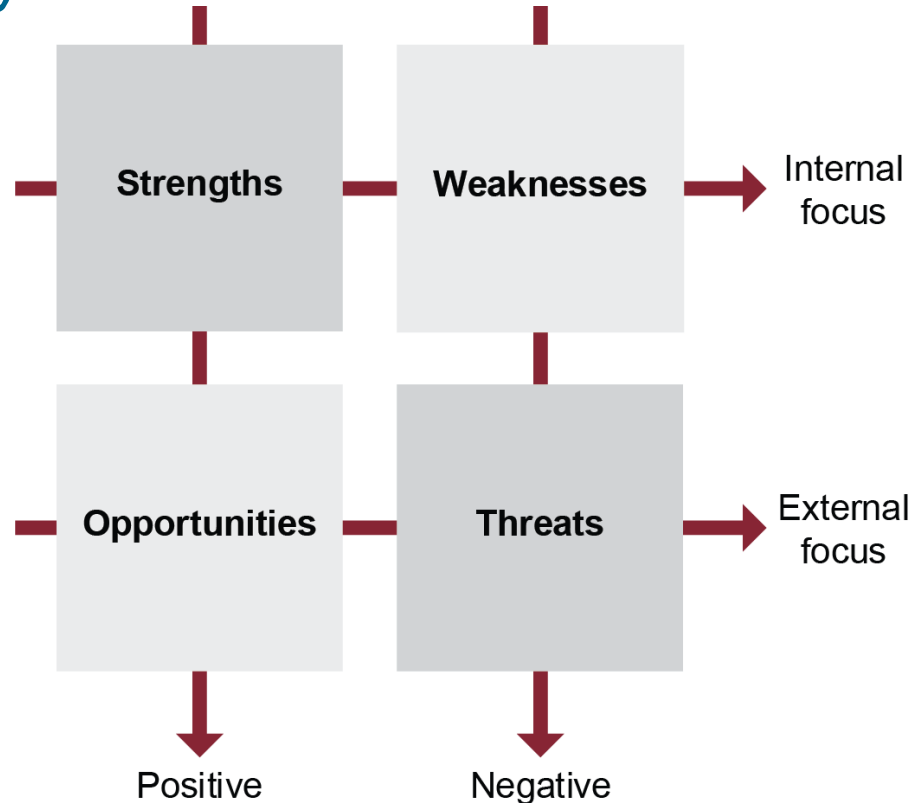 Strengths
Weaknesses
Internal
focus
Opportunities
Threats
External
focus
Positive
Negative